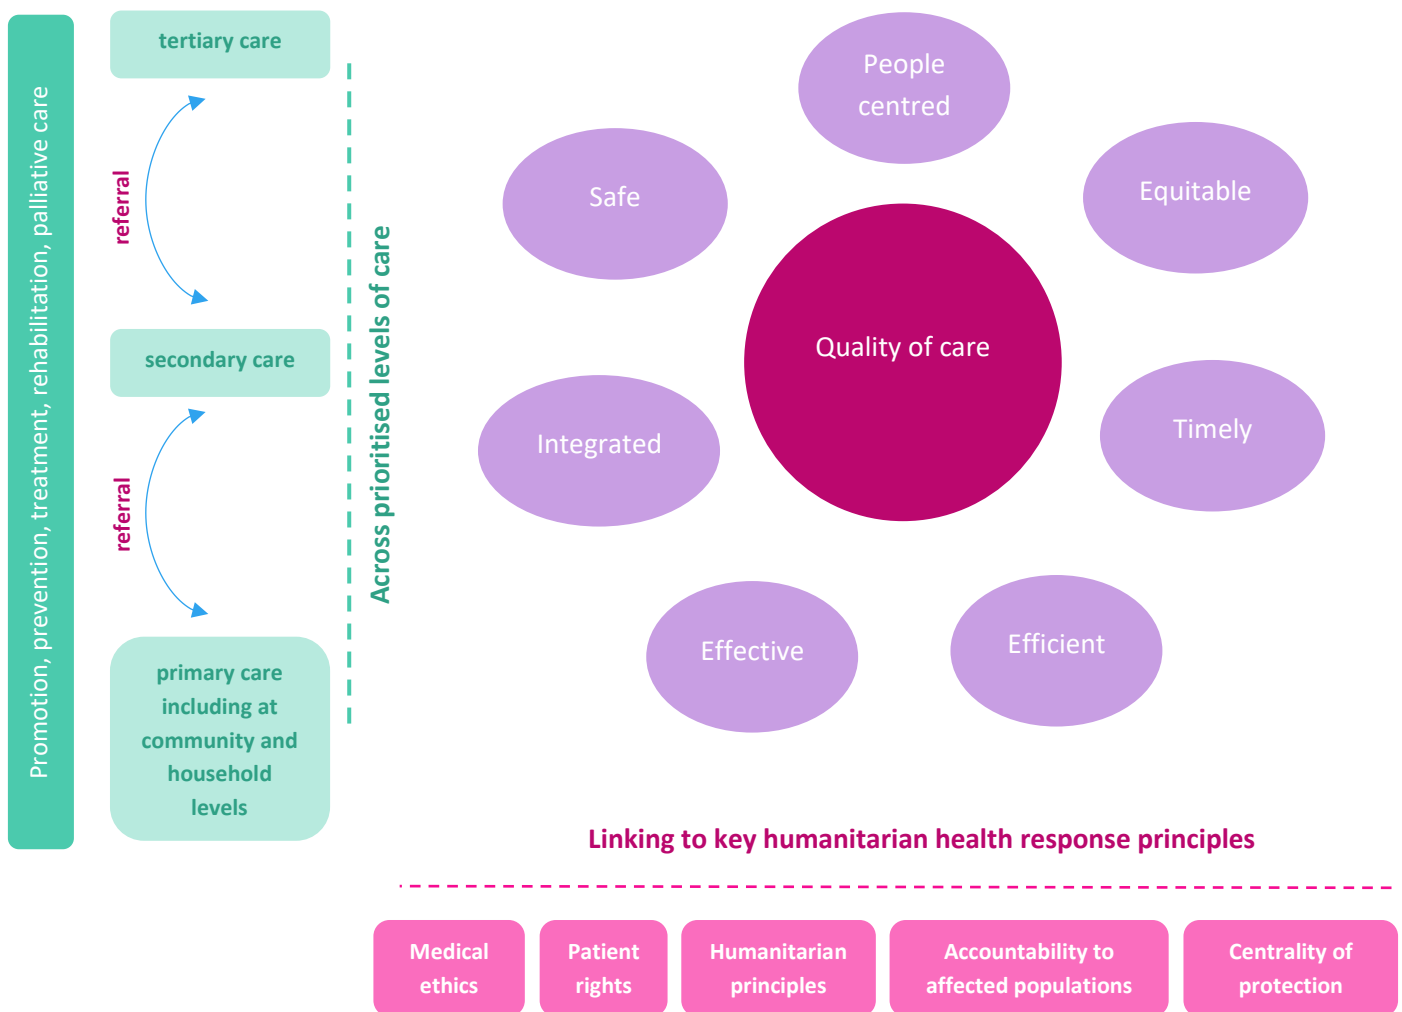 Promotion, prevention, treatment, rehabilitation, palliative care
tertiary care
referral
secondary care
referral
primary care
including at
community and
household
levels
Across prioritised levels of care
People
centred
Safe
Equitable
Quality of care
Integrated
Timely
Effective
Efficient
Linking to key humanitarian health response principles
Medical
ethics
Patient
rights
Humanitarian
principles
Accountability to
affected populations
Centrality of
protection